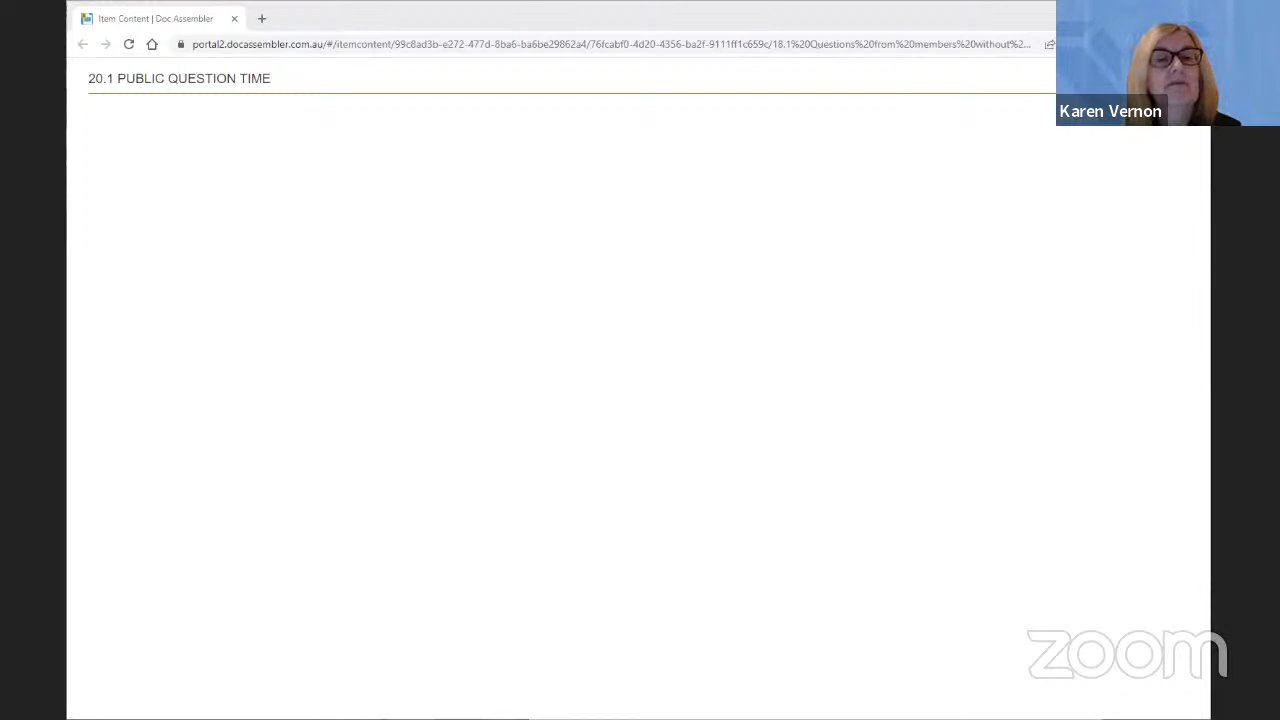 Item Content | Doc Assembler
portal2.docassembler.com.au/#/itemcontent/99c8ad3b-e272-477d-8ba6-ba6be29862a4/76fcabf0-4d20-4356-ba2f-9111ff1c659c/18.1%20Questions%20from%20members%20without%2...
20.1 PUBLIC QUESTION TIME
Karen Vernon
zoom